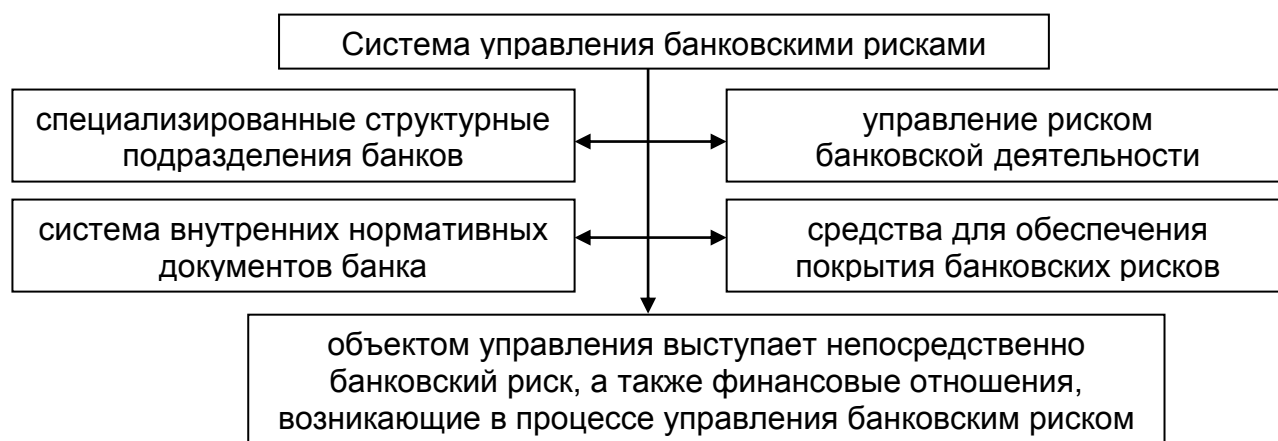 Система управления банковскими рисками
специализированные структурные
подразделения банков
управление риском
банковской деятельности
система внутренних нормативных
документов банка
средства для обеспечения
покрытия банковских рисков
объектом управления выступает непосредственно
банковский риск, а также финансовые отношения,
возникающие в процессе управления банковским риском